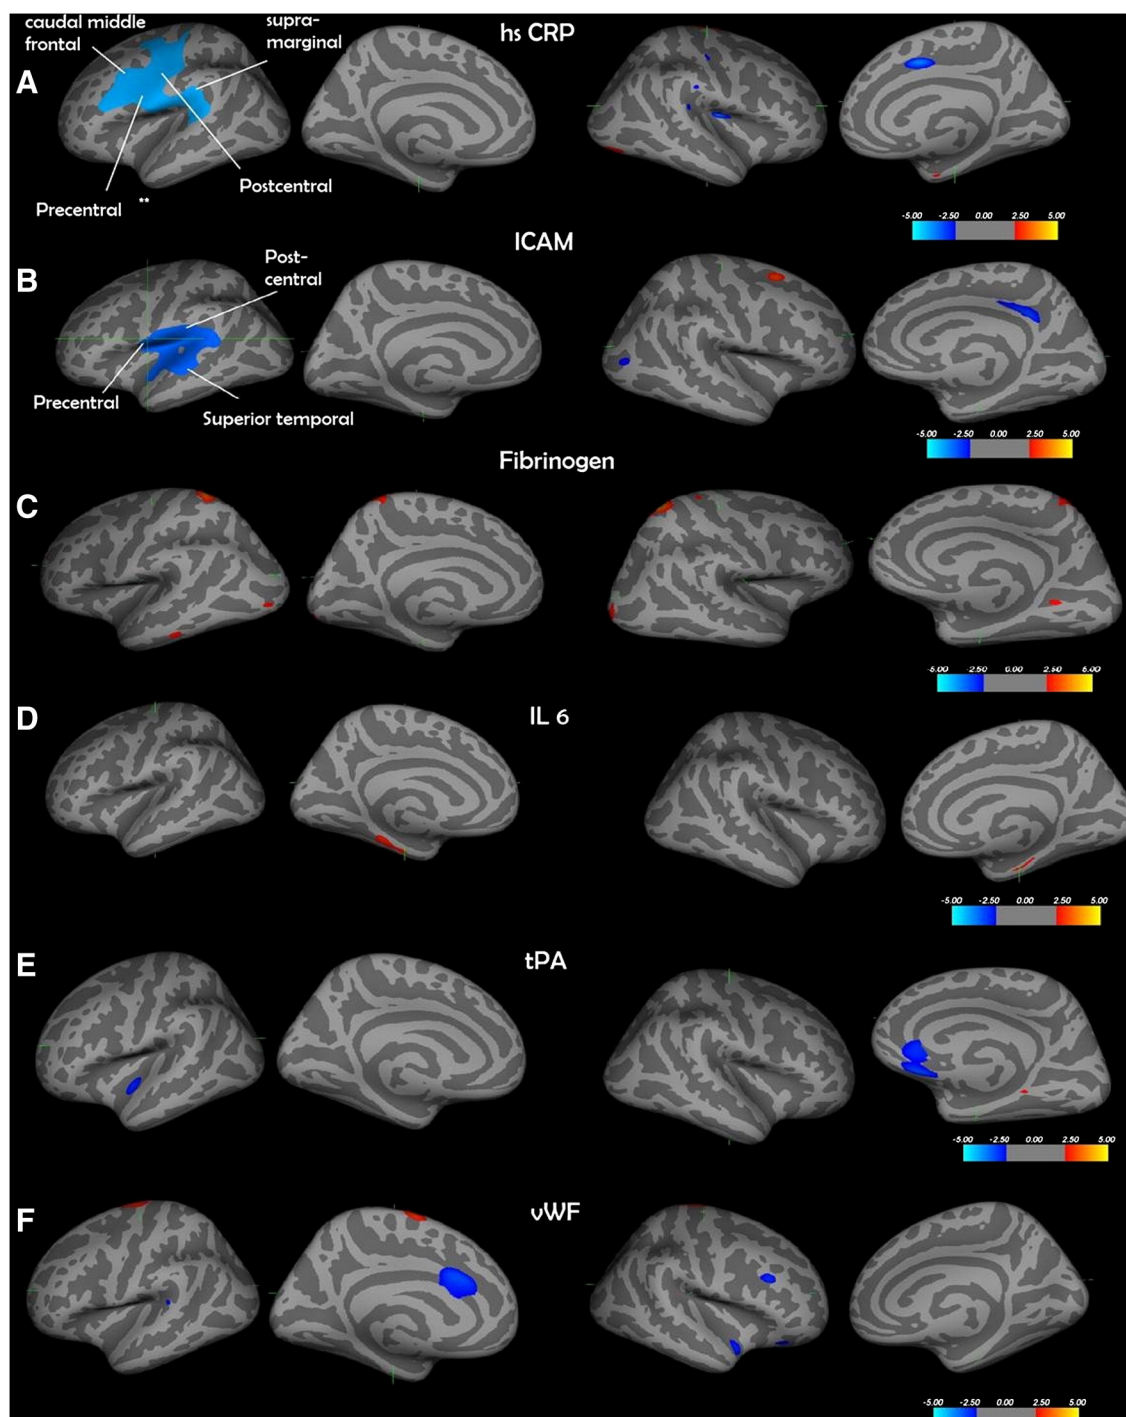 caudal middle
frontal
supra-
marginal
hs CRP
A
Postcentral
Precentral **
-5.00 -2.50 0.00 2.50 5.00
ICAM
B
Post-
central
Precentral
Superior temporal
-5.00 -2.50 0.00 2.50 5.00
Fibrinogen
C
-5.00 -2.50 0.00 2.50 5.00
D
IL 6
-5.00 -2.50 0.00 2.50 5.00
E
tPA
-5.00 -2.50 0.00 2.50 5.00
F
vWF
-5.00 -2.50 0.00 2.50 5.00